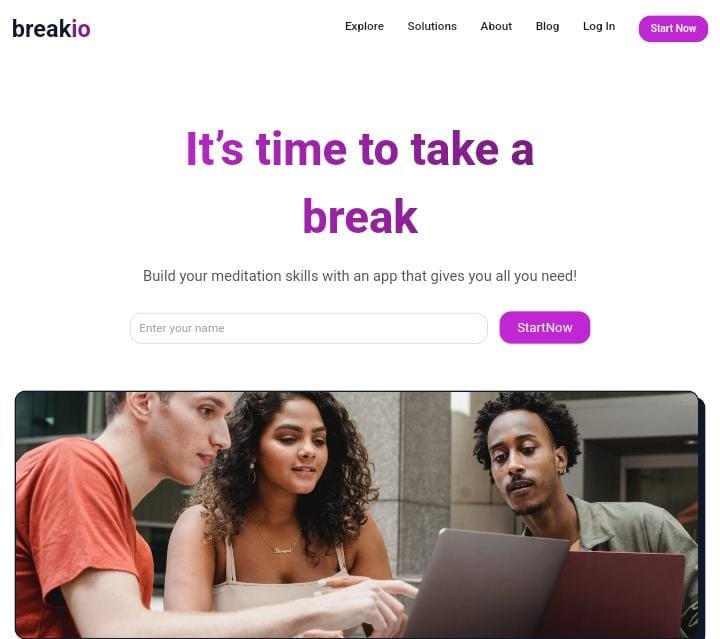 breakio
Explore Solutions About Blog Log In Start Now
It’s time to take a
break
Build your meditation skills with an app that gives you all you need!
Enter your name StartNow